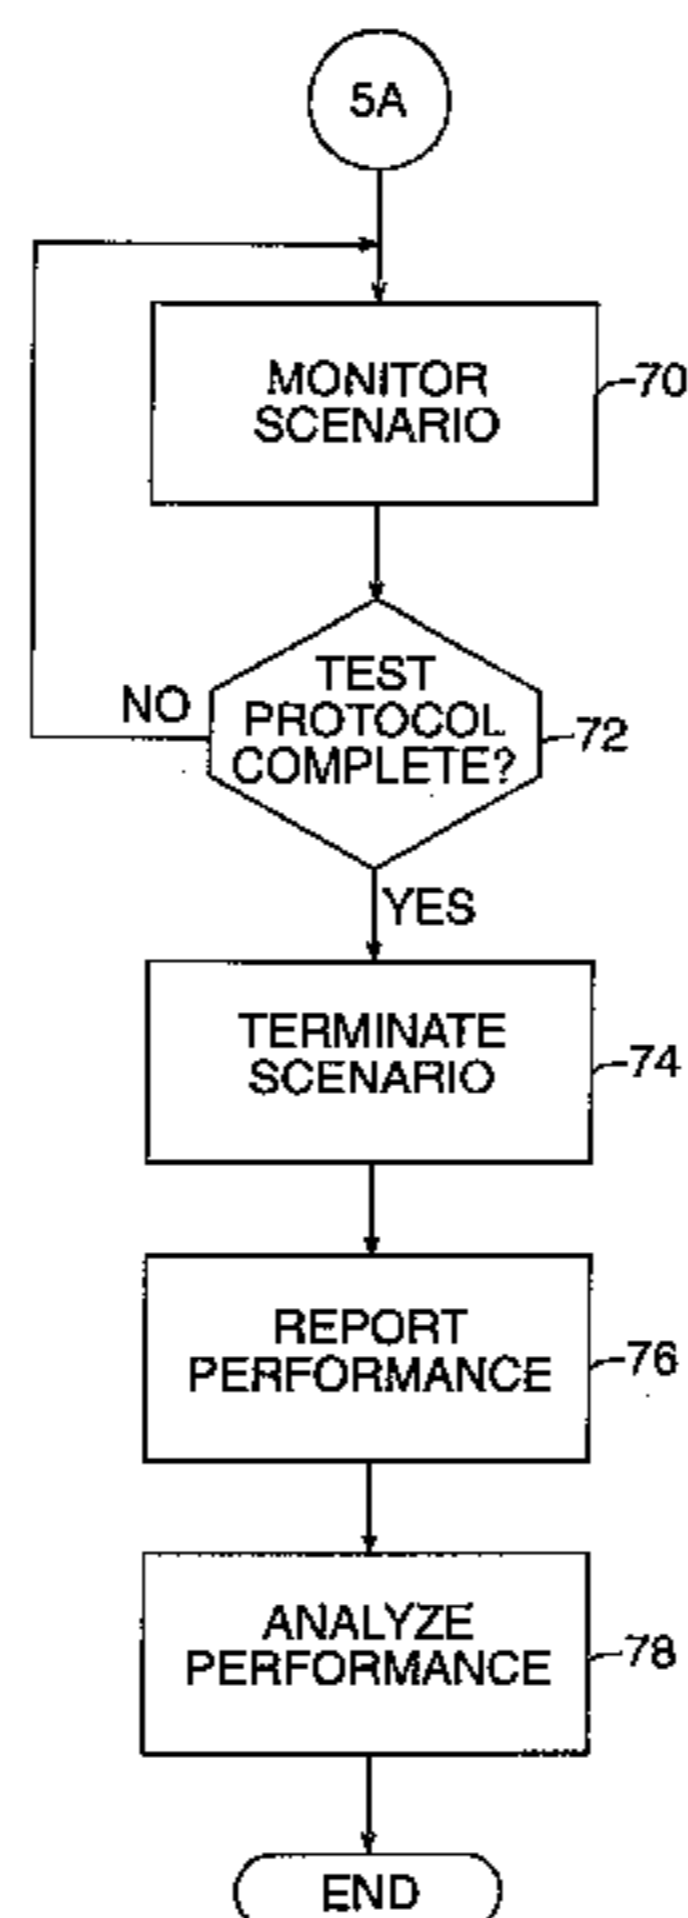 5A
MONITOR
SCENARIO
70
TEST
PROTOCOL
COMPLETE?
72
NO
YES
TERMINATE
SCENARIO
74
REPORT
PERFORMANCE
76
ANALYZE
PERFORMANCE
78
END